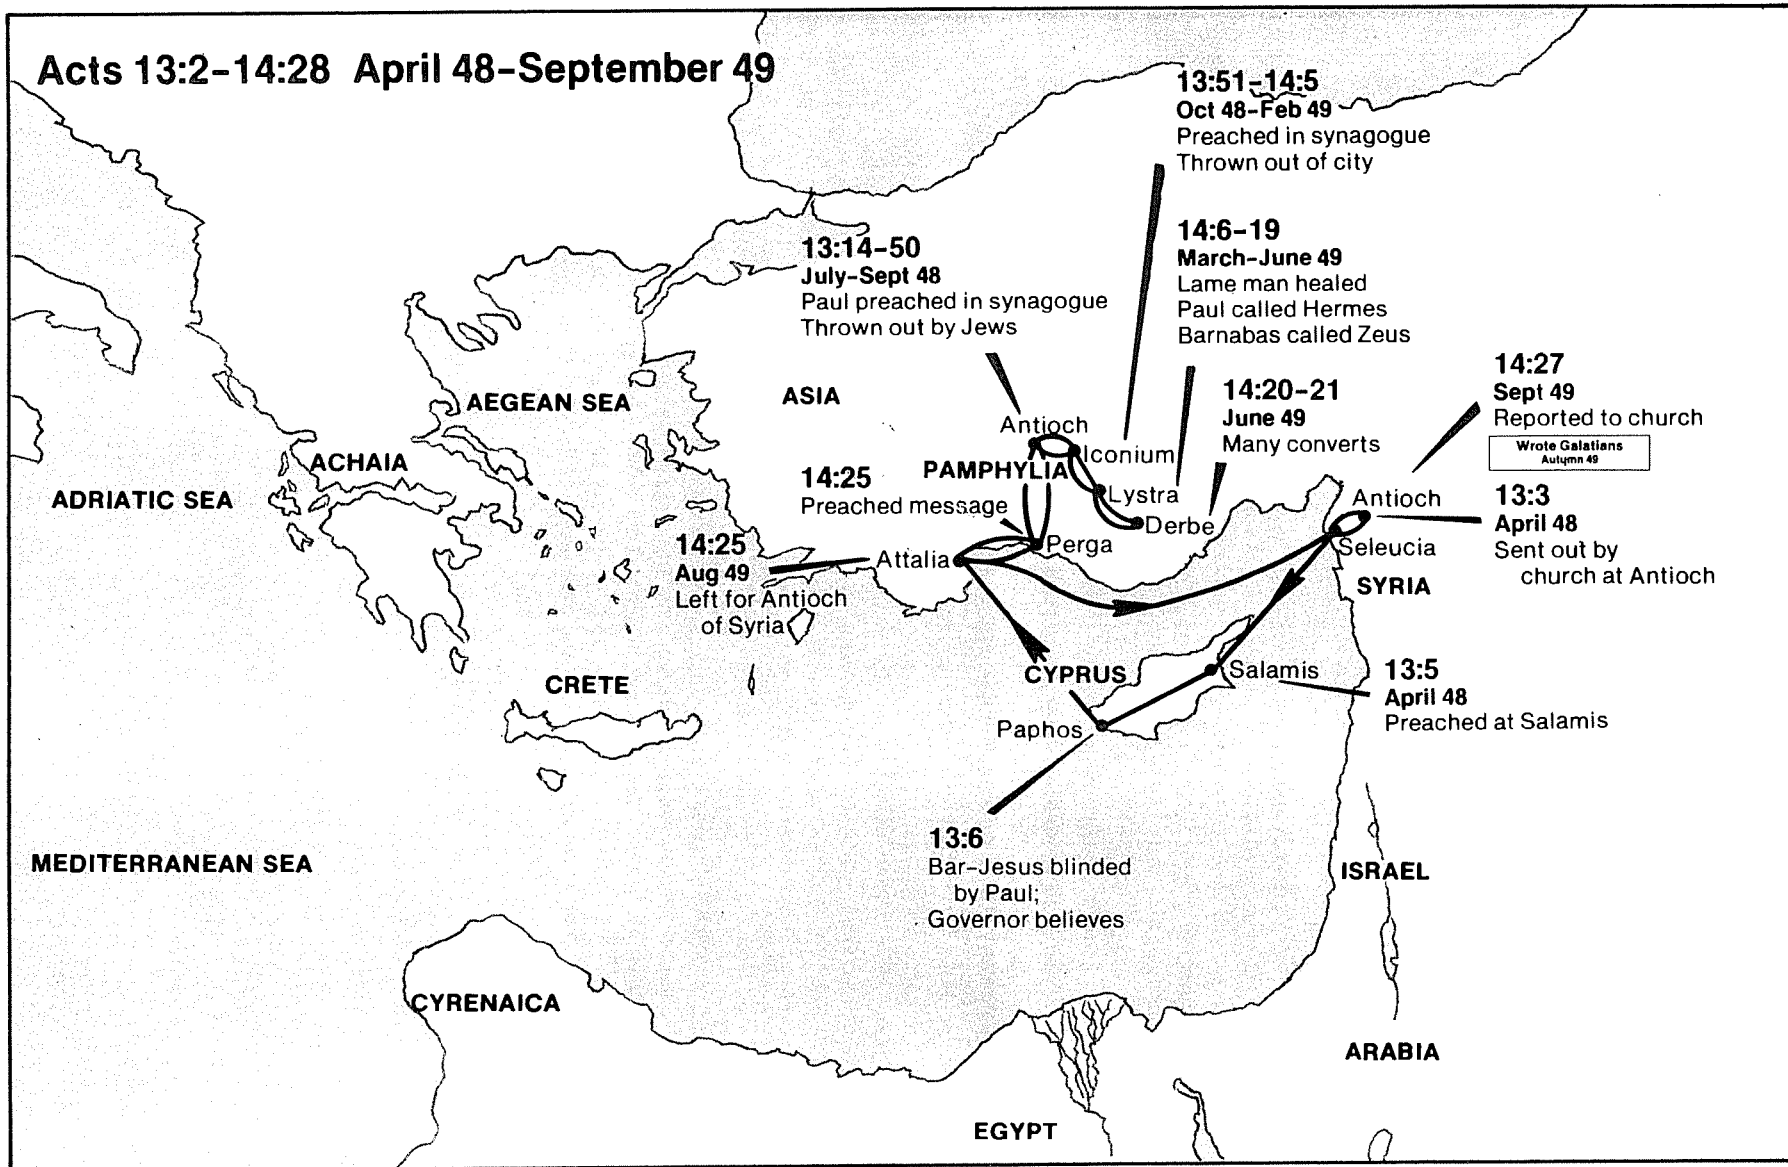 Acts 13:2-14:28 April 48-September 49
13:51-14:5
Oct 48-Feb 49
Preached in synagogue
Thrown out of city
13:14-50
July-Sept 48
Paul preached in synagogue
Thrown out by Jews
14:6-19
March-June 49
Lame man healed
Paul called Hermes
Barnabas called Zeus
14:27
Sept 49
Reported to church
Wrote Galatians
Autumn 49
14:20-21
June 49
Many converts
ASIA
AEGEAN SEA
Antioch
Iconium
ACHAIA
PAMPHYLIA
14:25
Preached message
Lystra
Derbe
ADRIATIC SEA
Antioch
Seleucia
13:3
April 48
Sent out by
church at Antioch
14:25
Aug 49
Left for Antioch
of Syria
Attalia
Perga
SYRIA
CYPRUS
Salamis
CRETE
Paphos
13:5
April 48
Preached at Salamis
13:6
Bar-Jesus blinded
by Paul;
Governor believes
MEDITERRANEAN SEA
ISRAEL
CYRENAICA
ARABIA
EGYPT